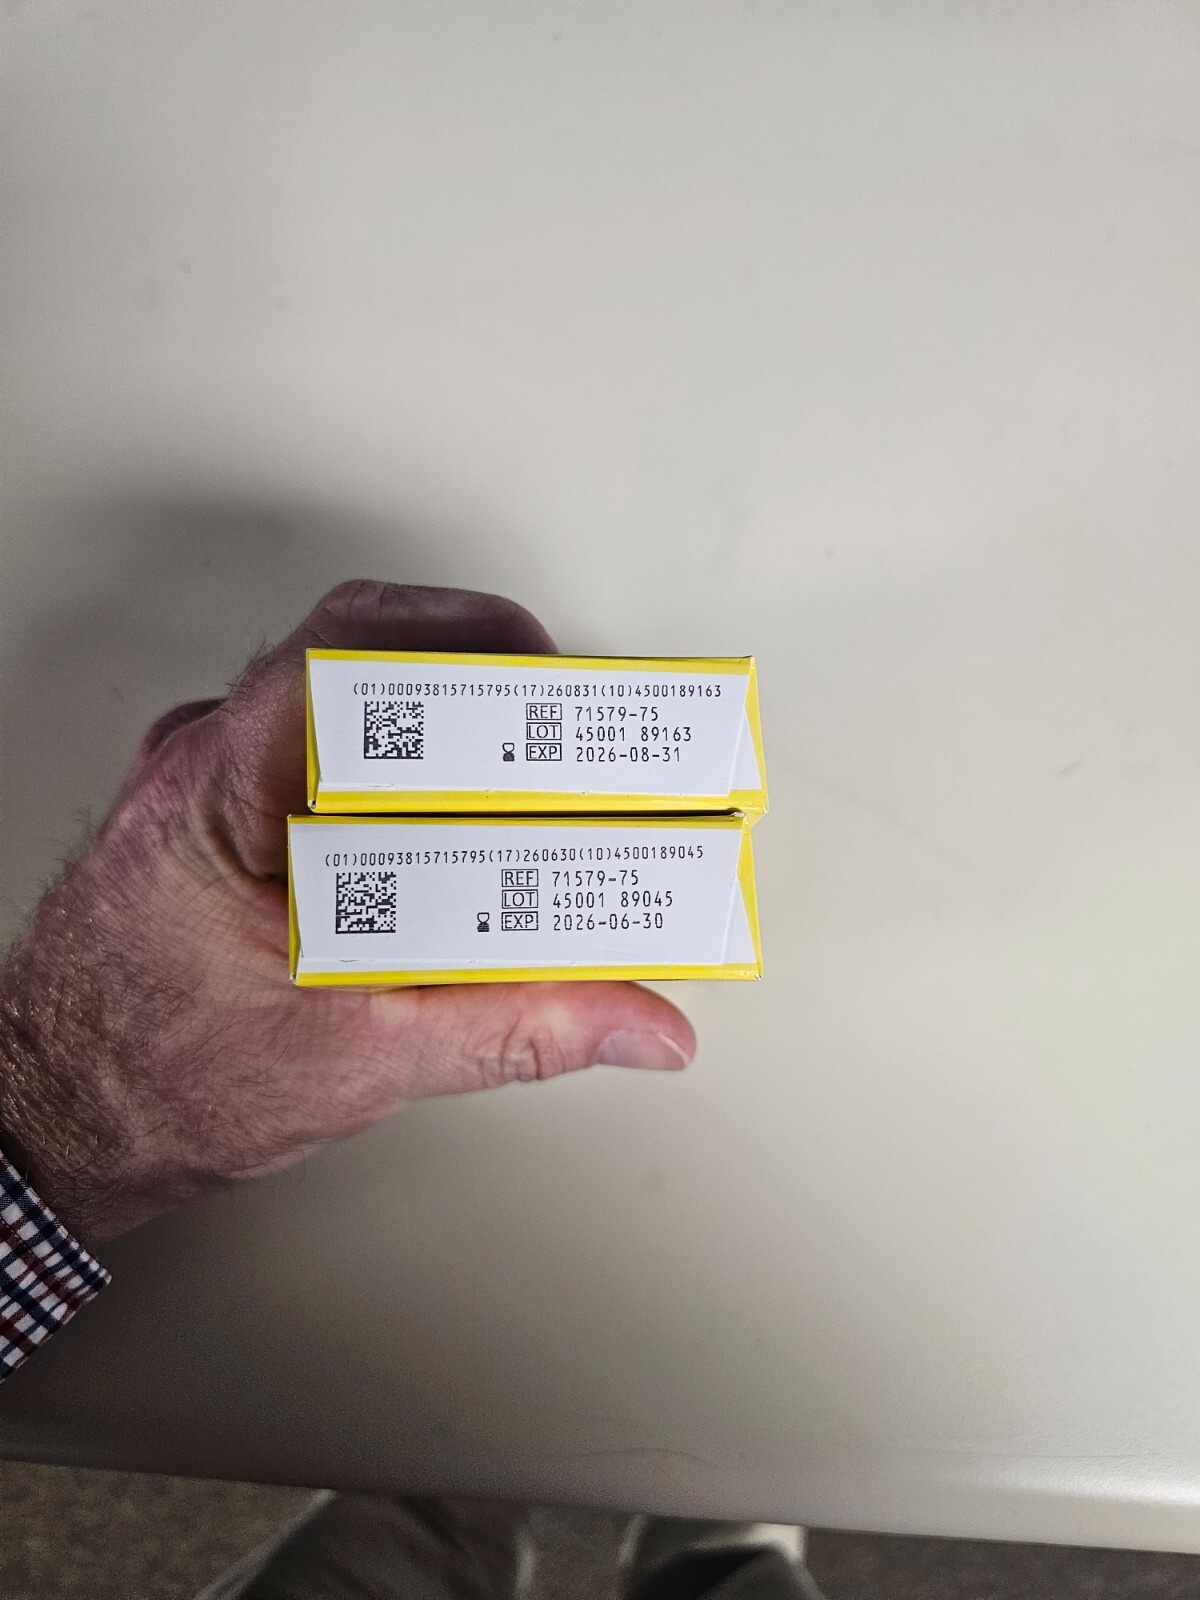 (01)00093815715795(17)260831(10)4500189163
REF 71579-75
LOT 45001 89163
EXP 2026-08-31
(01)00093815715795(17)260630(10)4500189045
REF 71579-75
LOT 45001 89045
EXP 2026-06-30